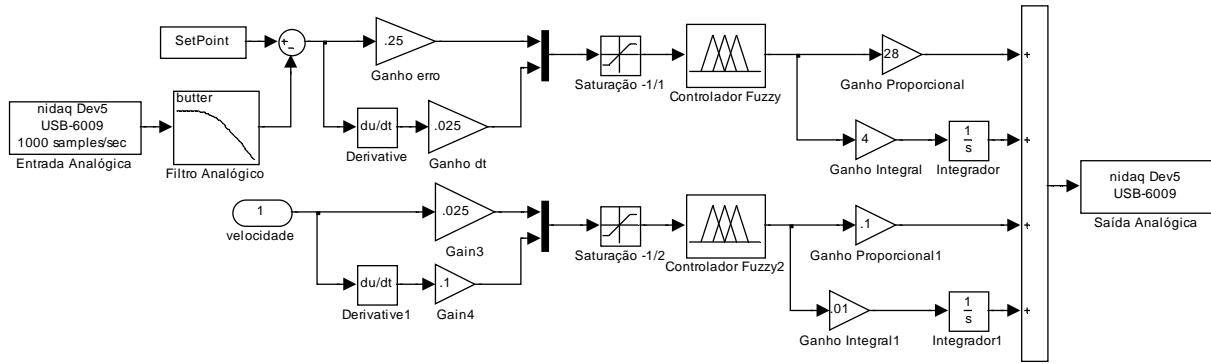 SetPoint
+
-
.25
Ganho erro
nidaq Dev5
USB-6009
1000 samples/sec
Entrada Analógica
butter
Filtro Analógico
du/dt
Derivative
.025
Ganho dt
Saturação -1/1
Controlador Fuzzy
28
Ganho Proporcional
4
Ganho Integral
1
s
Integrador
+
+
+
+
nidaq Dev5
USB-6009
Saída Analógica
1
velocidade
.025
Gain3
du/dt
Derivative1
.1
Gain4
Saturação -1/2
Controlador Fuzzy2
.1
Ganho Proporcional1
.01
Ganho Integral1
1
s
Integrador1